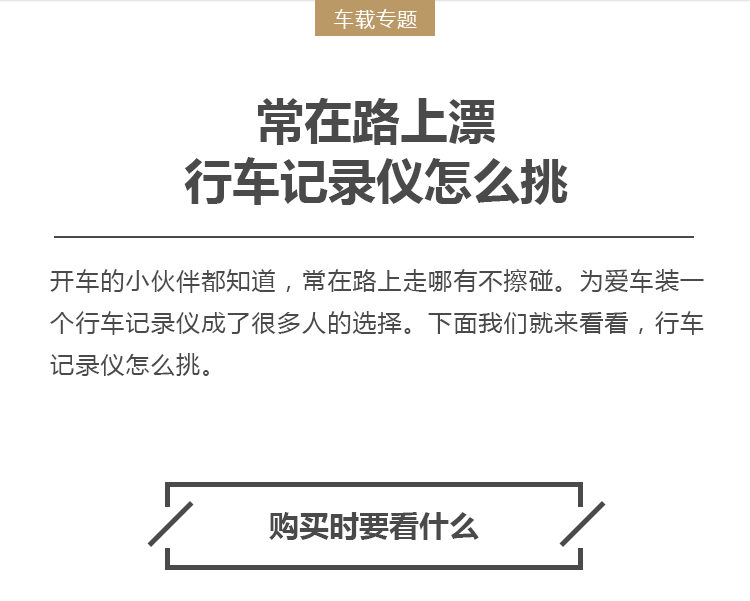 车载专题
常在路上漂
行车记录仪怎么挑
开车的小伙伴都知道，常在路上走哪有不擦碰。为爱车装一
个行车记录仪成了很多人的选择。下面我们就来看看，行车
记录仪怎么挑。
购买时要看什么